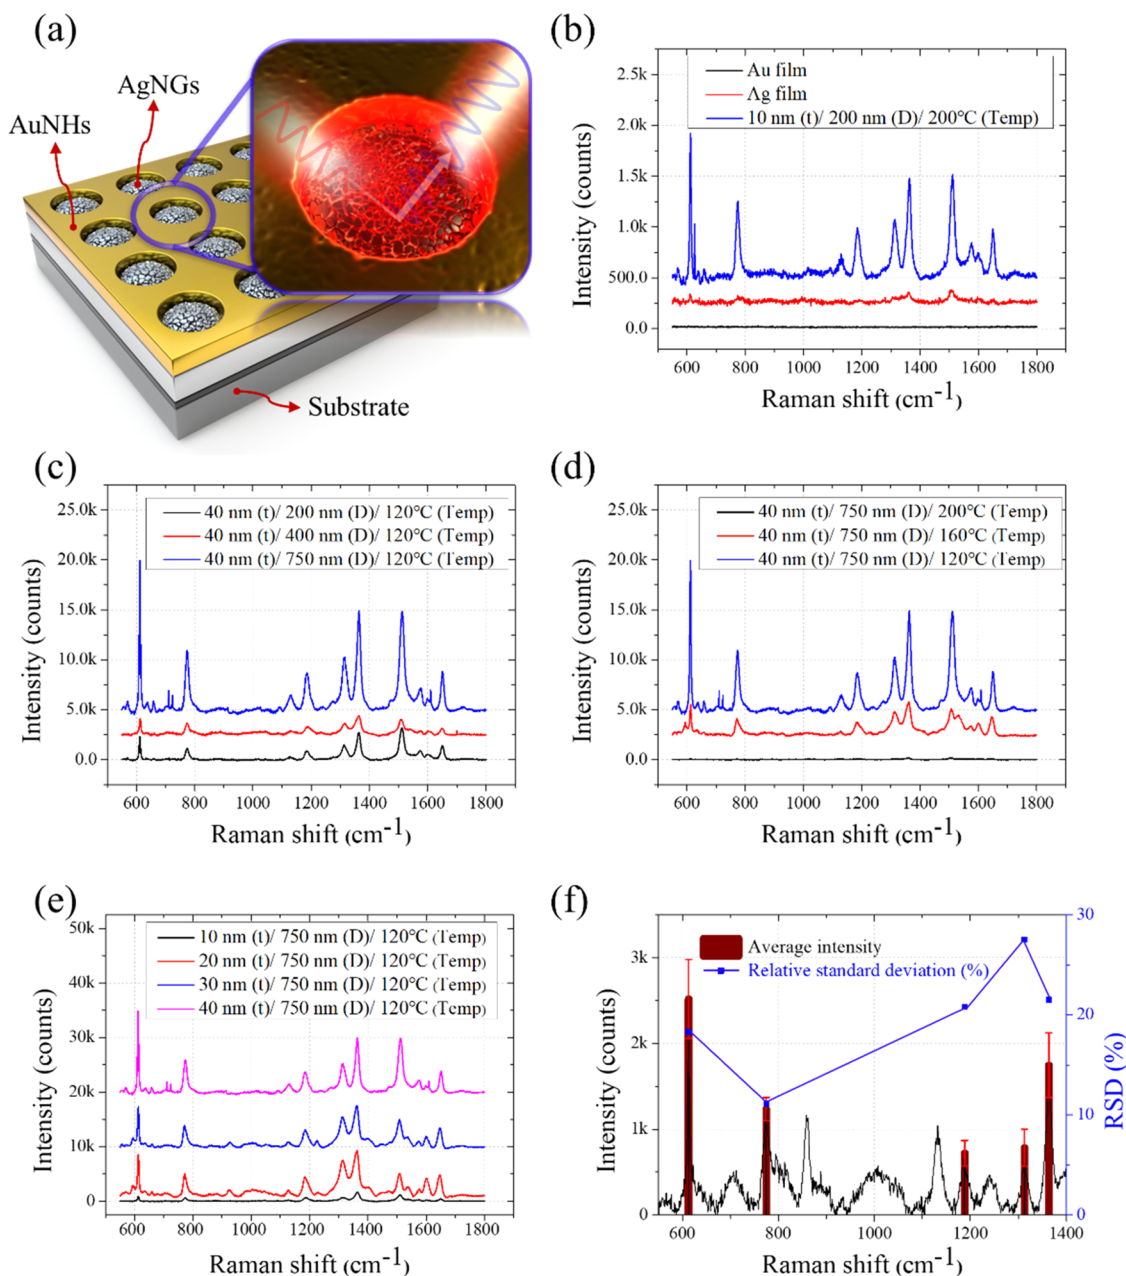 (a)
AgNGs
AuNHs
Substrate
(b)
Au film
Ag film
10 nm (t)/ 200 nm (D)/ 200℃ (Temp)
2.5k
2.0k
1.5k
1.0k
500.0
0.0
Intensity (counts)
600 800 1000 1200 1400 1600 1800
Raman shift (cm-1)
(c)
40 nm (t)/ 200 nm (D)/ 120℃ (Temp)
40 nm (t)/ 400 nm (D)/ 120℃ (Temp)
40 nm (t)/ 750 nm (D)/ 120℃ (Temp)
25.0k
20.0k
15.0k
10.0k
5.0k
0.0
Intensity (counts)
600 800 1000 1200 1400 1600 1800
Raman shift (cm-1)
(d)
40 nm (t)/ 750 nm (D)/ 200℃ (Temp)
40 nm (t)/ 750 nm (D)/ 160℃ (Temp)
40 nm (t)/ 750 nm (D)/ 120℃ (Temp)
25.0k
20.0k
15.0k
10.0k
5.0k
0.0
Intensity (counts)
600 800 1000 1200 1400 1600 1800
Raman shift (cm-1)
(e)
10 nm (t)/ 750 nm (D)/ 120℃ (Temp)
20 nm (t)/ 750 nm (D)/ 120℃ (Temp)
30 nm (t)/ 750 nm (D)/ 120℃ (Temp)
40 nm (t)/ 750 nm (D)/ 120℃ (Temp)
50k
40k
30k
20k
10k
0
Intensity (counts)
600 800 1000 1200 1400 1600 1800
Raman shift (cm-1)
(f)
Average intensity
Relative standard deviation (%)
3k
2k
1k
0
Intensity (counts)
30
20
10
0
RSD (%)
600 800 1000 1200 1400
Raman shift (cm-1)